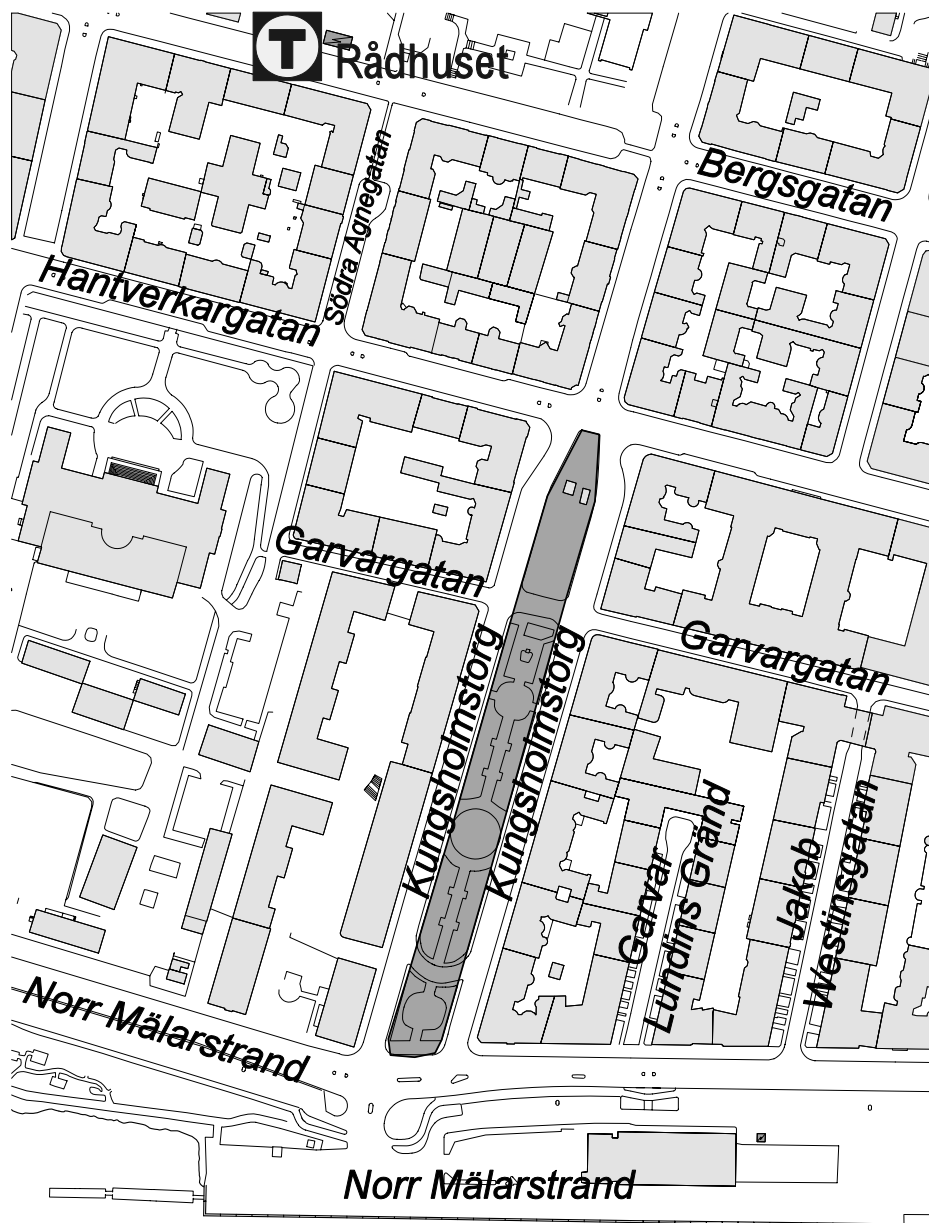 T Rådhuset
Bergsgatan
Södra Agnegatan
Hantverkargatan
Garvargatan
Kungsholmstorg
Kungsholmstorg
Garvargatan
Garvar
Lundins Gränd
Jakob
Westinsgatan
Norr Mälarstrand
Norr Mälarstrand